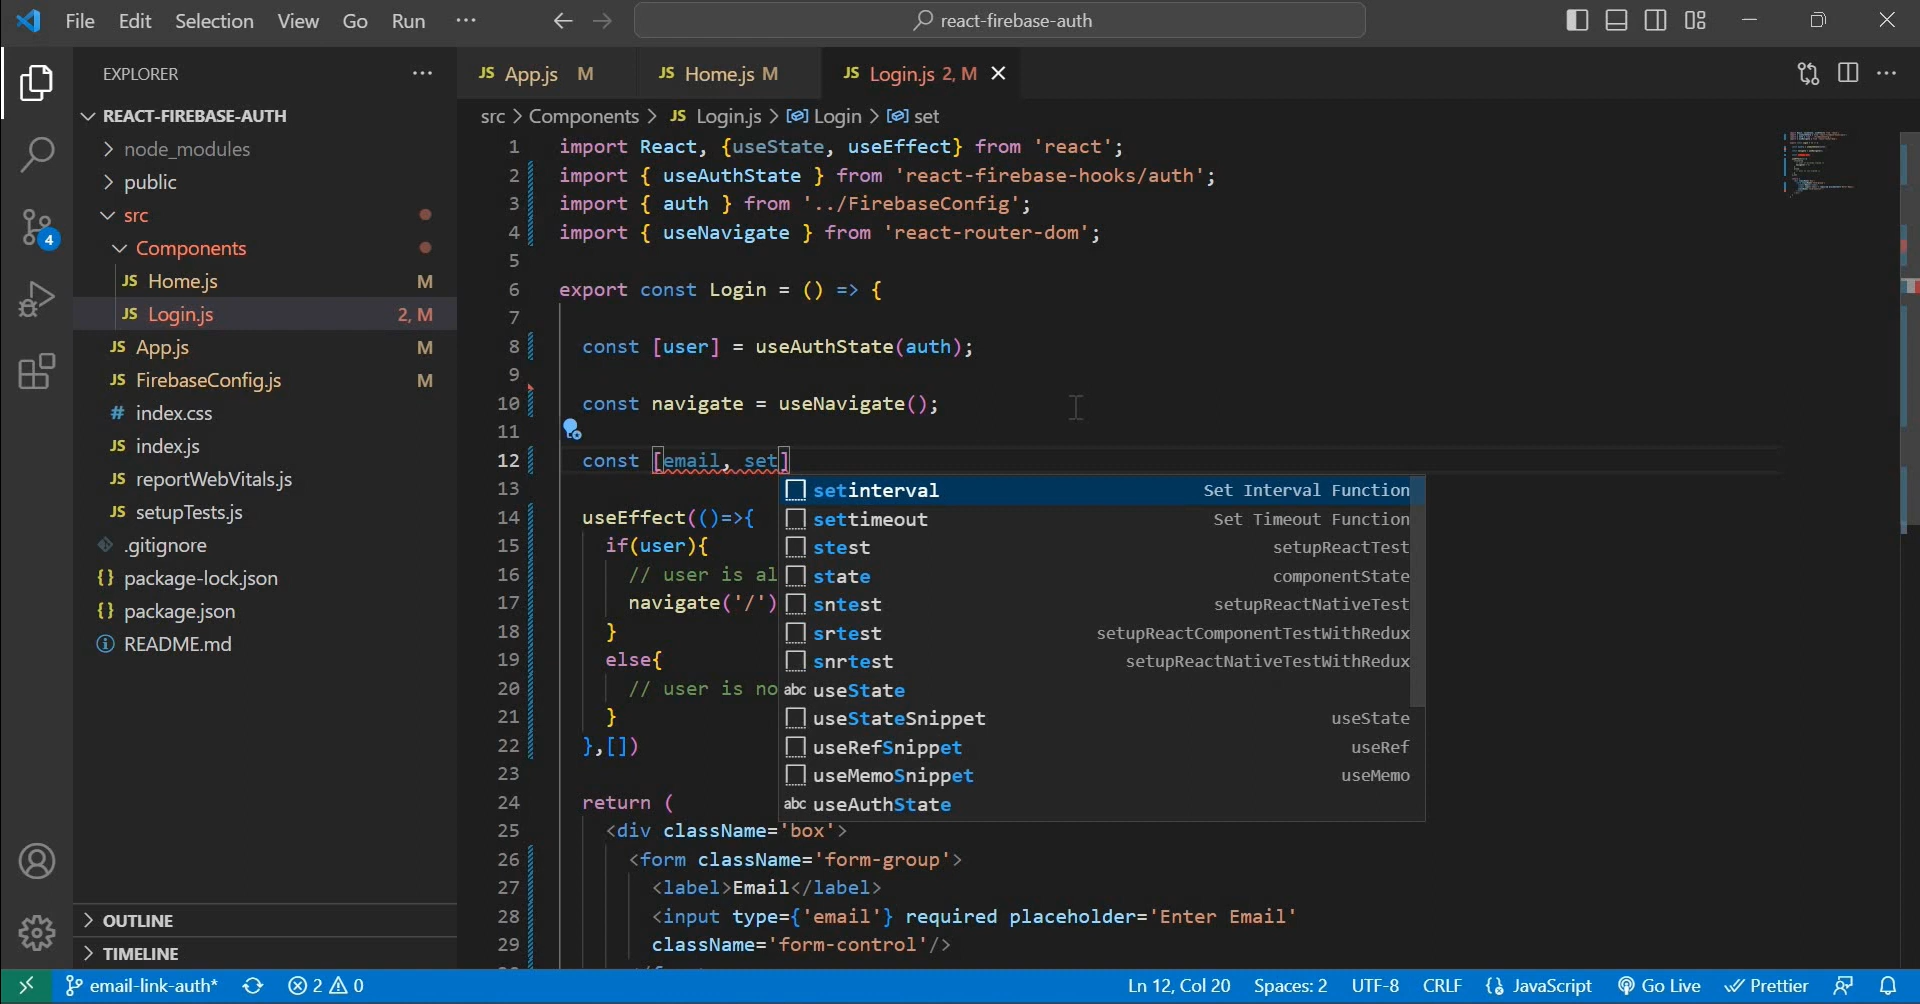 File Edit Selection View Go Run ··· react-firebase-auth
EXPLORER ···
JS App.js M JS Home.js M JS Login.js 2, M
REACT-FIREBASE-AUTH
node_modules
public
src
Components
JS Home.js M
JS Login.js 2, M
JS App.js M
JS FirebaseConfig.js M
# index.css
JS index.js
JS reportWebVitals.js
JS setupTests.js
.gitignore
{} package-lock.json
{} package.json
README.md
OUTLINE
TIMELINE
4
src > Components > JS Login.js > Login > set
1 import React, {useState, useEffect} from 'react';
2 import { useAuthState } from 'react-firebase-hooks/auth';
3 import { auth } from '../FirebaseConfig';
4 import { useNavigate } from 'react-router-dom';
5
6 export const Login = () => {
7
8 const [user] = useAuthState(auth);
9
10 const navigate = useNavigate();
11
12 const [email, set]
13
14 useEffect(()=>{
15 if(user){
16 // user is al
17 navigate('/')
18 }
19 else{
20 // user is no
21 }
22 },[])
23
24 return (
25 <div className='box'>
26 <form className='form-group'>
27 <label>Email</label>
28 <input type={'email'} required placeholder='Enter Email'
29 className='form-control'/>
setinterval Set Interval Function
settimeout Set Timeout Function
stest setupReactTest
state componentState
sntest setupReactNativeTest
srtest setupReactComponentTestWithRedux
snrtest setupReactNativeTestWithRedux
abc useState
useStateSnippet useState
useRefSnippet useRef
useMemoSnippet useMemo
abc useAuthState
email-link-auth* 2 0 Ln 12, Col 20 Spaces: 2 UTF-8 CRLF {} JavaScript Go Live Prettier